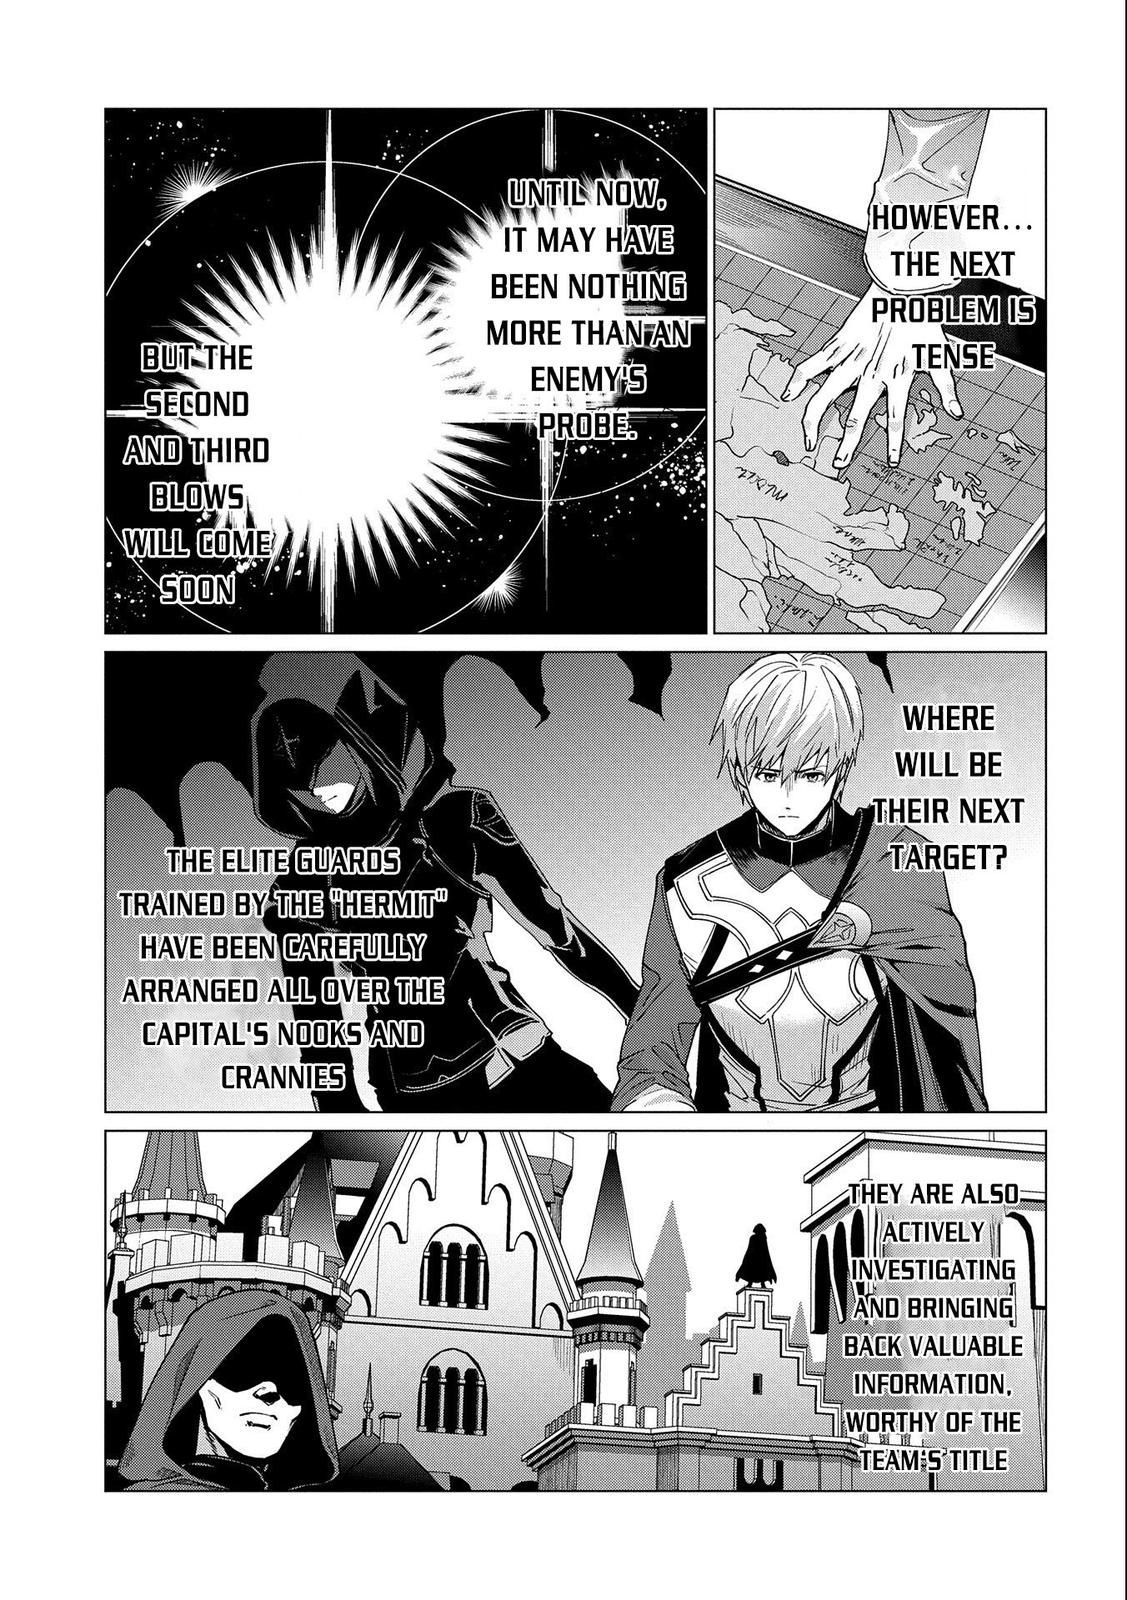 HOWEVER...
THE NEXT
PROBLEM IS
TENSE
UNTIL NOW,
IT MAY HAVE
BEEN NOTHING
MORE THAN AN
ENEMY'S
PROBE.
BUT THE
SECOND
AND THIRD
BLOWS
WILL COME
SOON
WHERE
WILL BE
THEIR NEXT
TARGET?
THE ELITE GUARDS
TRAINED BY THE "HERMIT"
HAVE BEEN CAREFULLY
ARRANGED ALL OVER THE
CAPITAL'S NOOKS AND
CRANNIES
THEY ARE ALSO
ACTIVELY
INVESTIGATING
AND BRINGING
BACK VALUABLE
INFORMATION,
WORTHY OF THE
TEAM'S TITLE